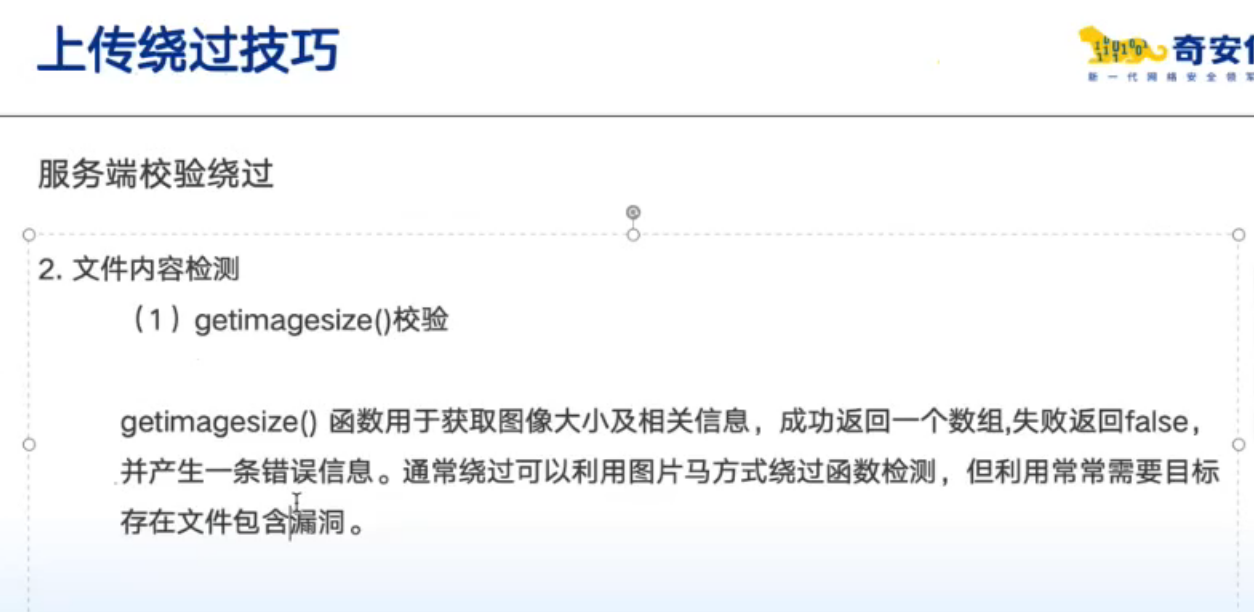 上传绕过技巧
奇安
新一代网络安全领军
服务端校验绕过
2. 文件内容检测
（1）getimagesize()校验
getimagesize() 函数用于获取图像大小及相关信息，成功返回一个数组,失败返回false，
并产生一条错误信息。通常绕过可以利用图片马方式绕过函数检测，但利用常常需要目标
存在文件包含漏洞。